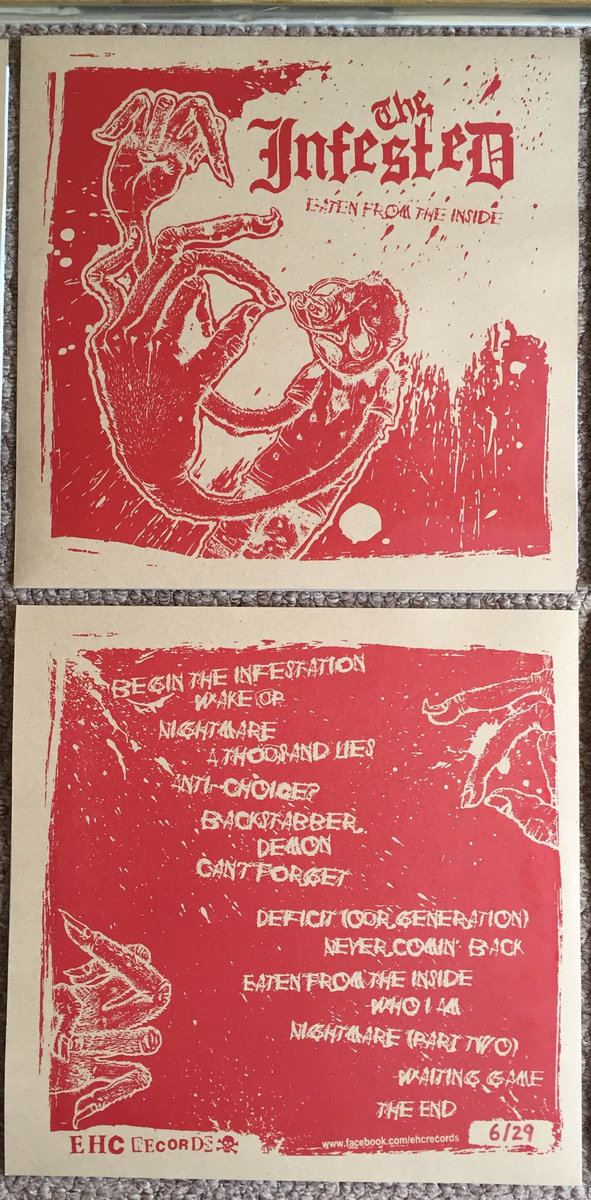 The
Infested
EATEN FROM THE INSIDE
BEGIN THE INFESTATION
WAKE UP
NIGHTMARE
A THOUSAND LIES
ANTI-CHOICE?
BACKSTABBER
DEMON
CAN'T FORGET
DEFICIT (OUR GENERATION)
NEVER COMIN' BACK
EATEN FROM THE INSIDE
WHO I AM
NIGHTMARE (PART TWO)
WAITING GAME
THE END
EHC RECORDS
www.facebook.com/ehcrecords
6/29